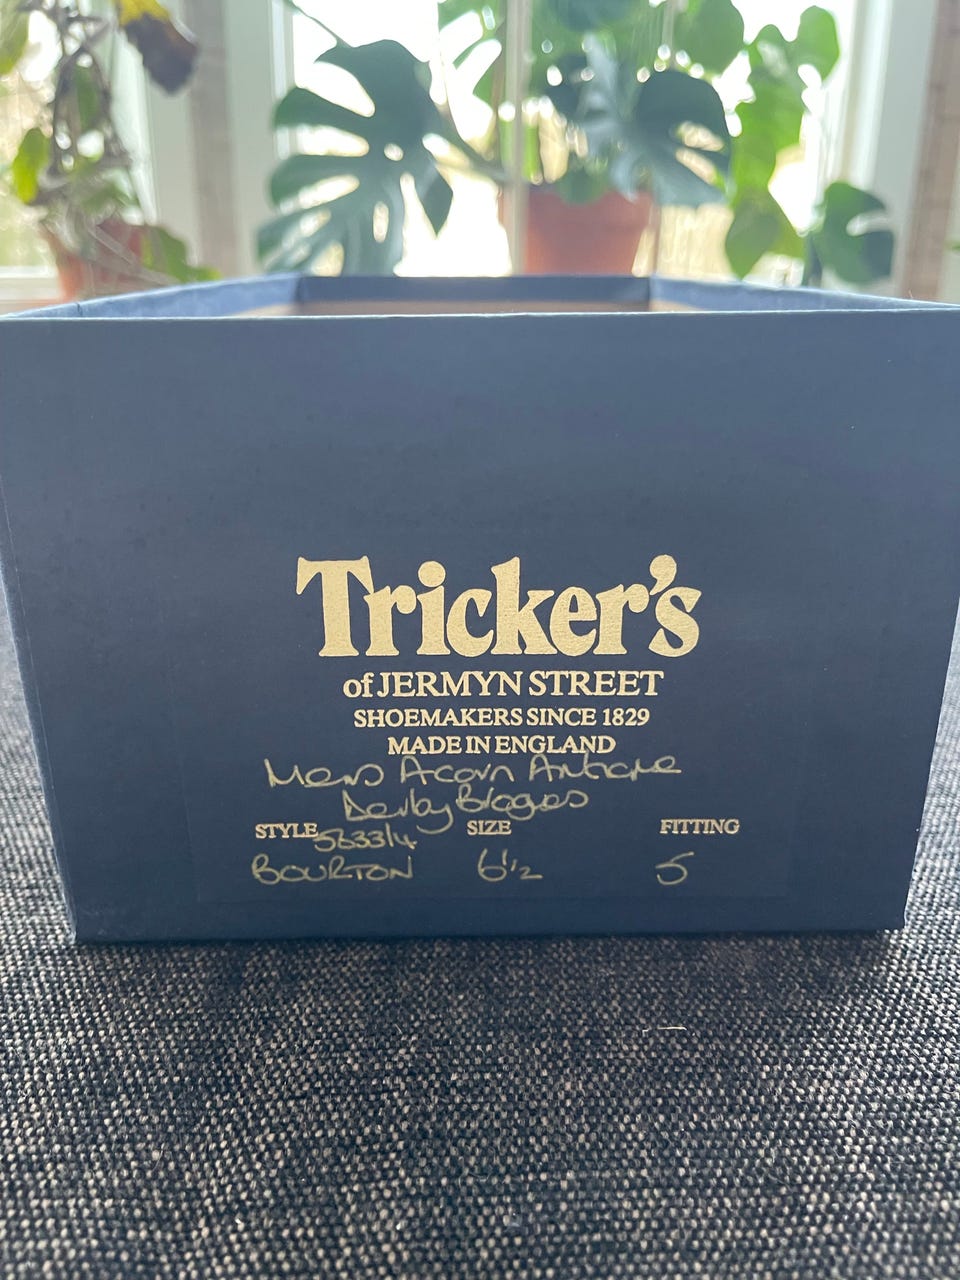 Tricker's
of JERMYN STREET
SHOEMAKERS SINCE 1829
MADE IN ENGLAND
Mens Acorn Antique
Derby Brogues
STYLE 5633/4 SIZE FITTING
BOURTON 6½ 5